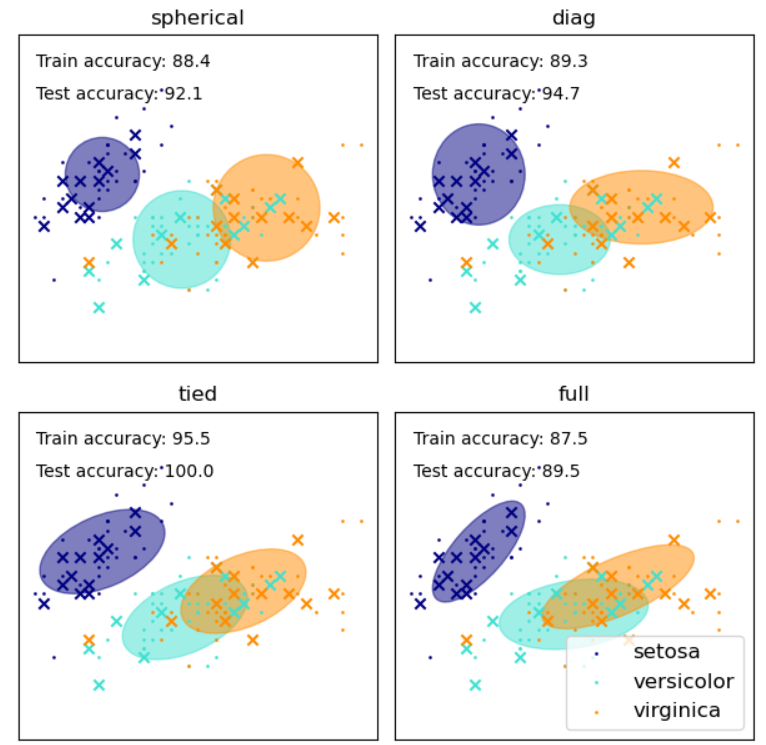 spherical
Train accuracy: 88.4
Test accuracy: 92.1
diag
Train accuracy: 89.3
Test accuracy: 94.7
tied
Train accuracy: 95.5
Test accuracy: 100.0
full
Train accuracy: 87.5
Test accuracy: 89.5
setosa
versicolor
virginica